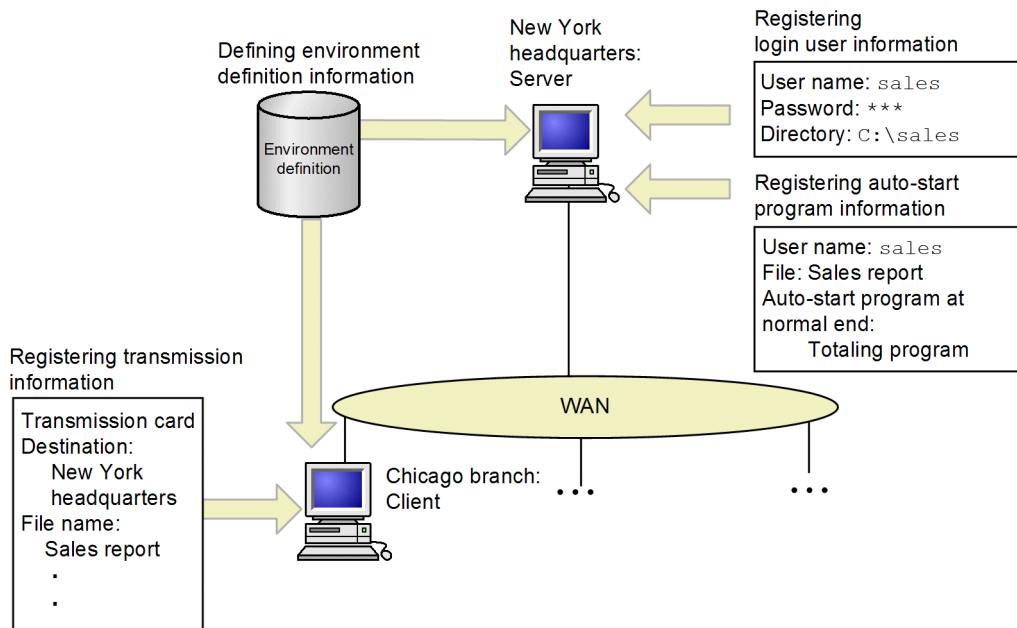 Defining environment
definition information
Environment
definition
New York
headquarters:
Server
Registering
login user information
User name: sales
Password: ***
Directory: C:\sales
Registering auto-start
program information
User name: sales
File: Sales report
Auto-start program at
normal end:
Totaling program
Registering transmission
information
Transmission card
Destination:
New York
headquarters
File name:
Sales report
.
.
WAN
Chicago branch:
Client
...
...